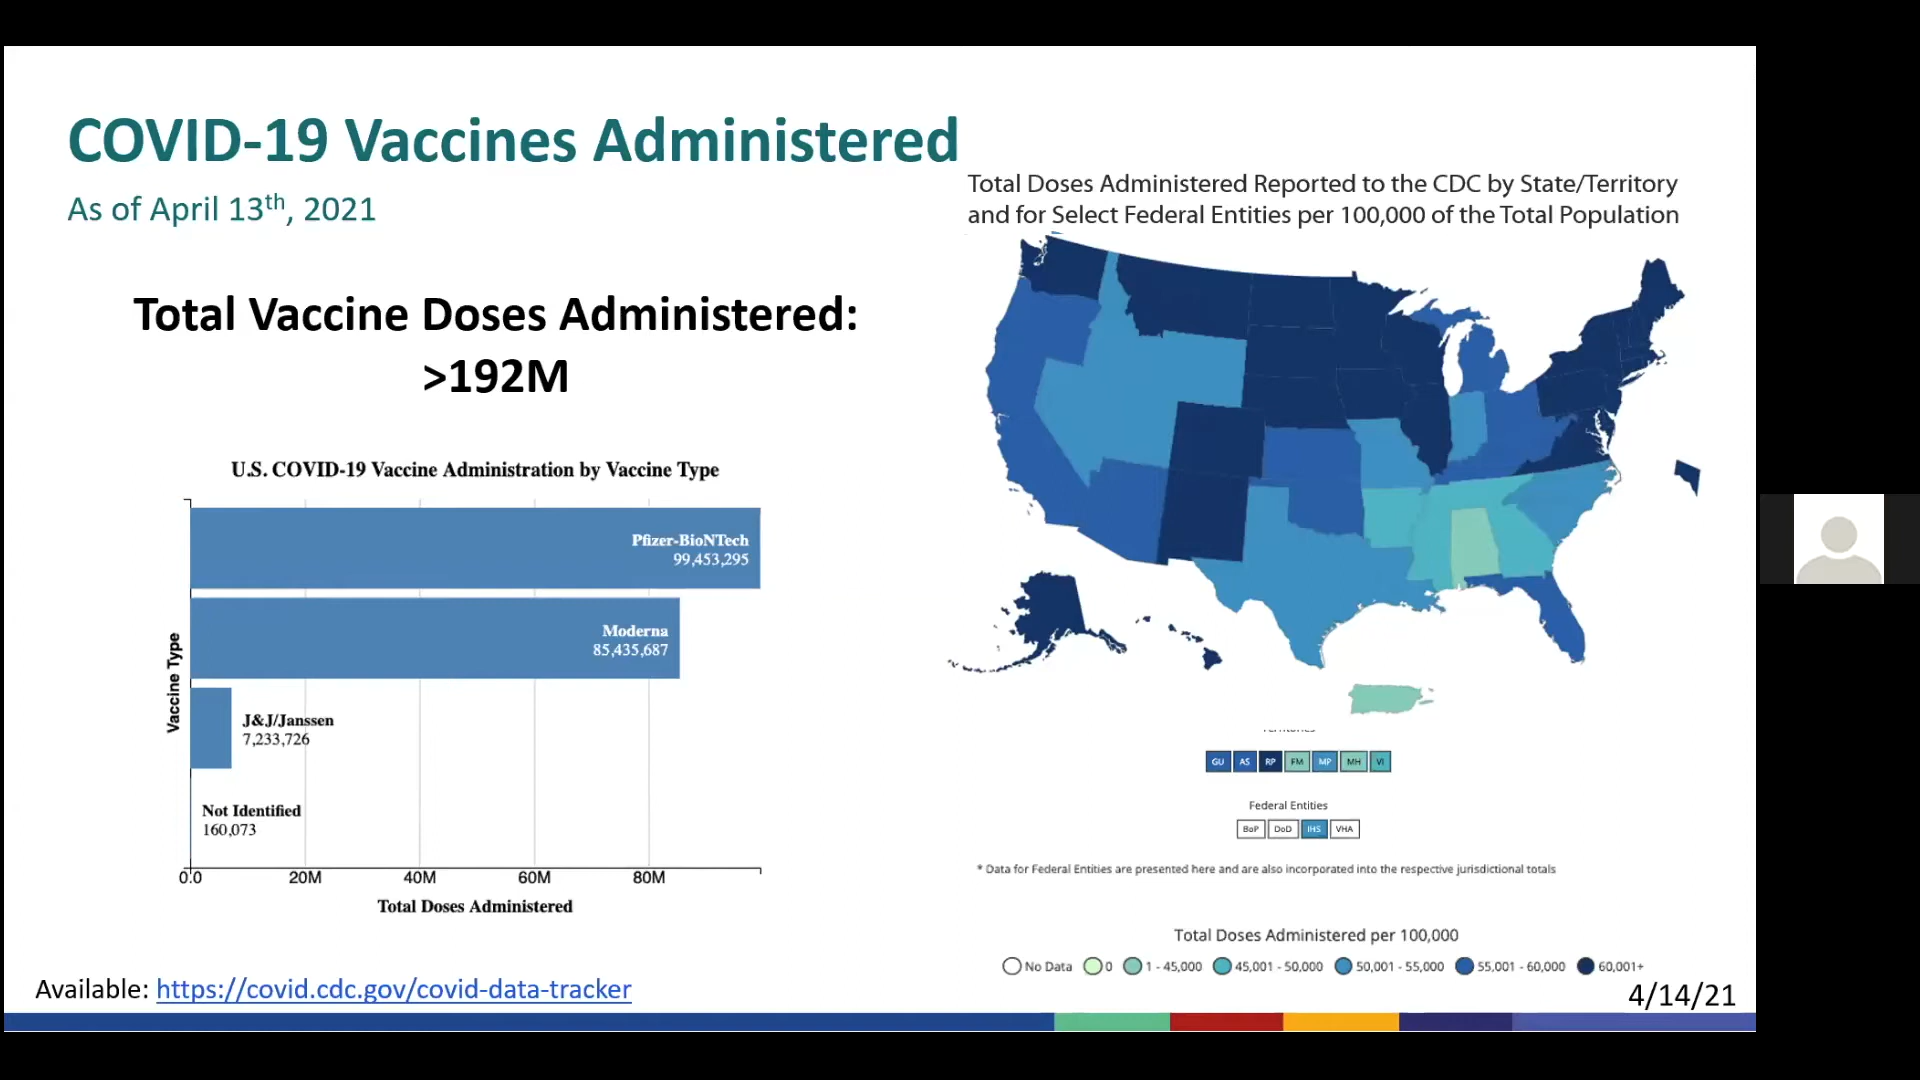 COVID-19 Vaccines Administered
As of April 13th, 2021
Total Vaccine Doses Administered:
>192M
U.S. COVID-19 Vaccine Administration by Vaccine Type
Vaccine Type
Pfizer-BioNTech
99,453,295
Moderna
85,435,687
J&J/Janssen
7,233,726
Not Identified
160,073
0.0 20M 40M 60M 80M
Total Doses Administered
Available: https://covid.cdc.gov/covid-data-tracker
Total Doses Administered Reported to the CDC by State/Territory
and for Select Federal Entities per 100,000 of the Total Population
GU AS RP FM MP MH VI
Federal Entities
BoP DoD IHS VHA
* Data for Federal Entities are presented here and are also incorporated into the respective jurisdictional totals
Total Doses Administered per 100,000
No Data 0 1 - 45,000 45,001 - 50,000 50,001 - 55,000 55,001 - 60,000 60,001+
4/14/21